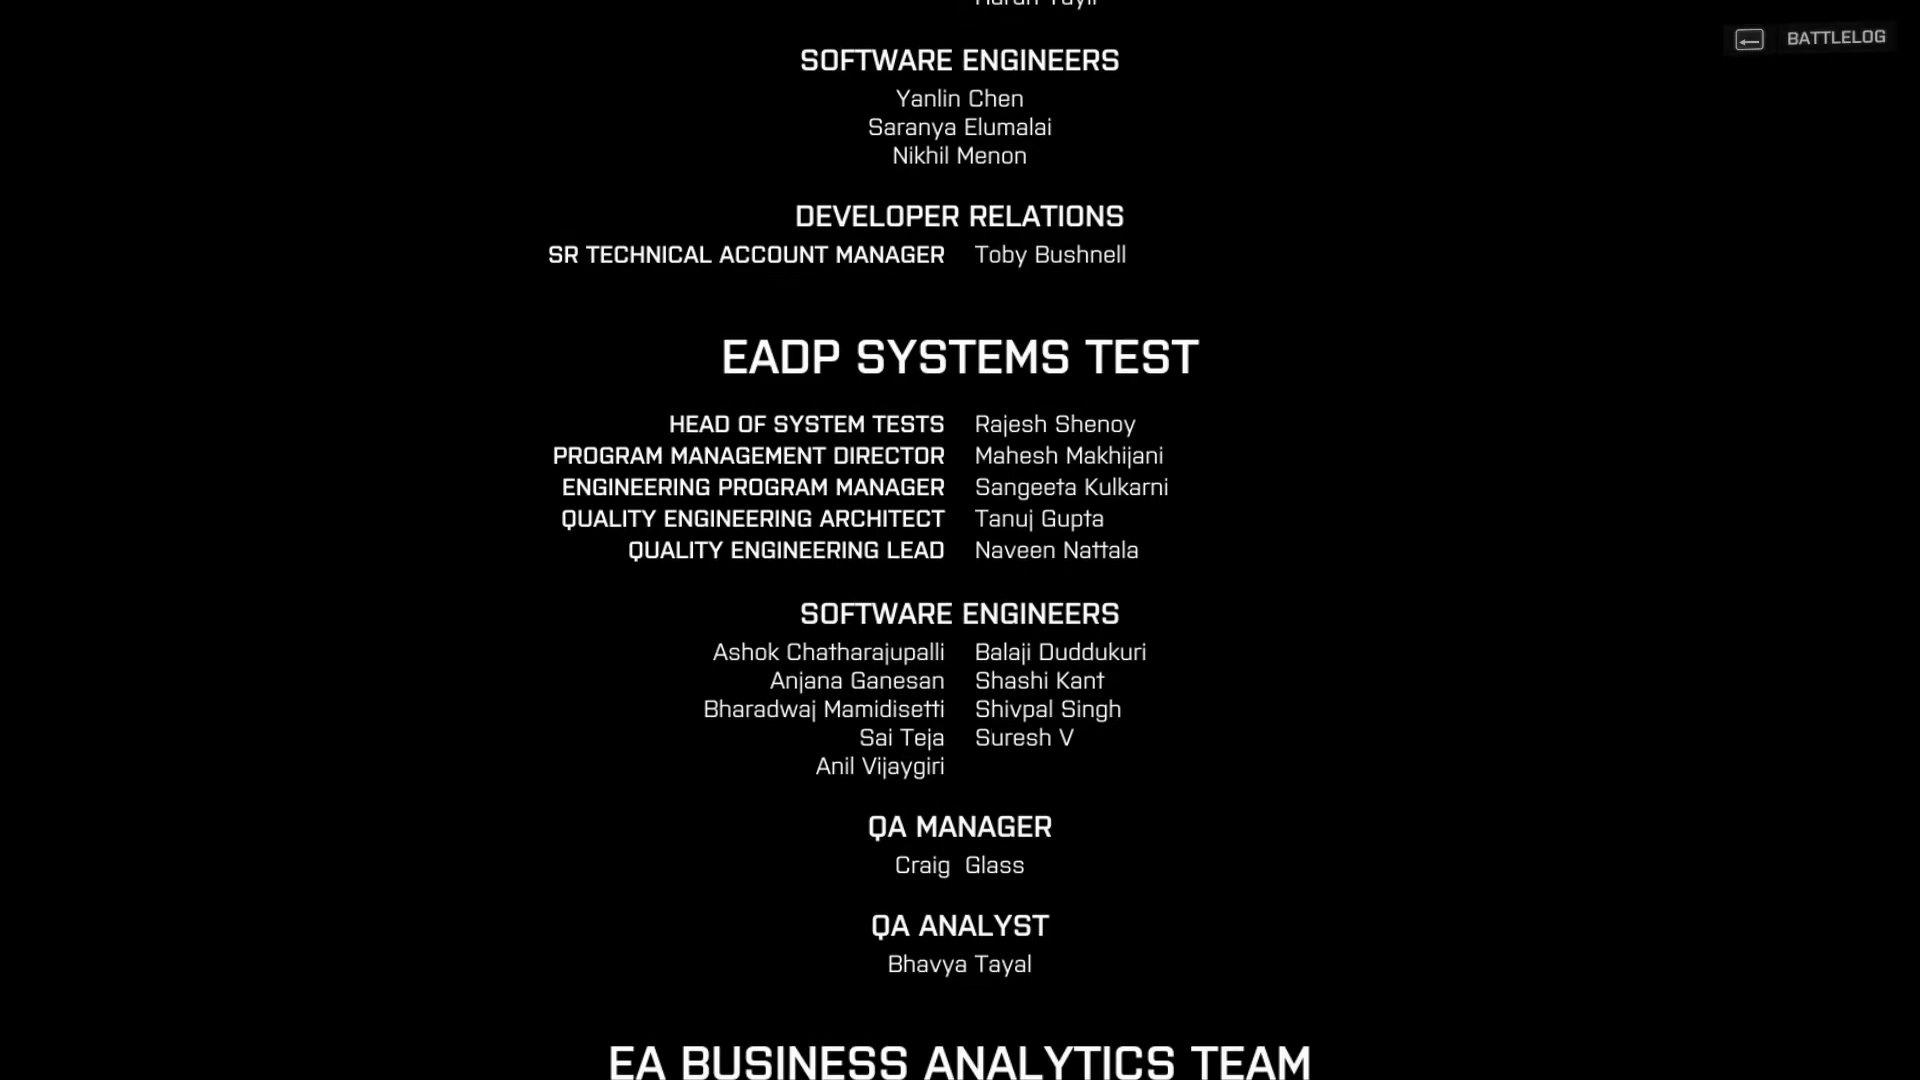 BATTLELOG
SOFTWARE ENGINEERS
Yanlin Chen
Saranya Elumalai
Nikhil Menon
DEVELOPER RELATIONS
SR TECHNICAL ACCOUNT MANAGER Toby Bushnell
EADP SYSTEMS TEST
HEAD OF SYSTEM TESTS Rajesh Shenoy
PROGRAM MANAGEMENT DIRECTOR Mahesh Makhijani
ENGINEERING PROGRAM MANAGER Sangeeta Kulkarni
QUALITY ENGINEERING ARCHITECT Tanuj Gupta
QUALITY ENGINEERING LEAD Naveen Nattala
SOFTWARE ENGINEERS
Ashok Chatharajupalli Balaji Duddukuri
Anjana Ganesan Shashi Kant
Bharadwaj Mamidisetti Shivpal Singh
Sai Teja Suresh V
Anil Vijaygiri
QA MANAGER
Craig Glass
QA ANALYST
Bhavya Tayal
EA BUSINESS ANALYTICS TEAM